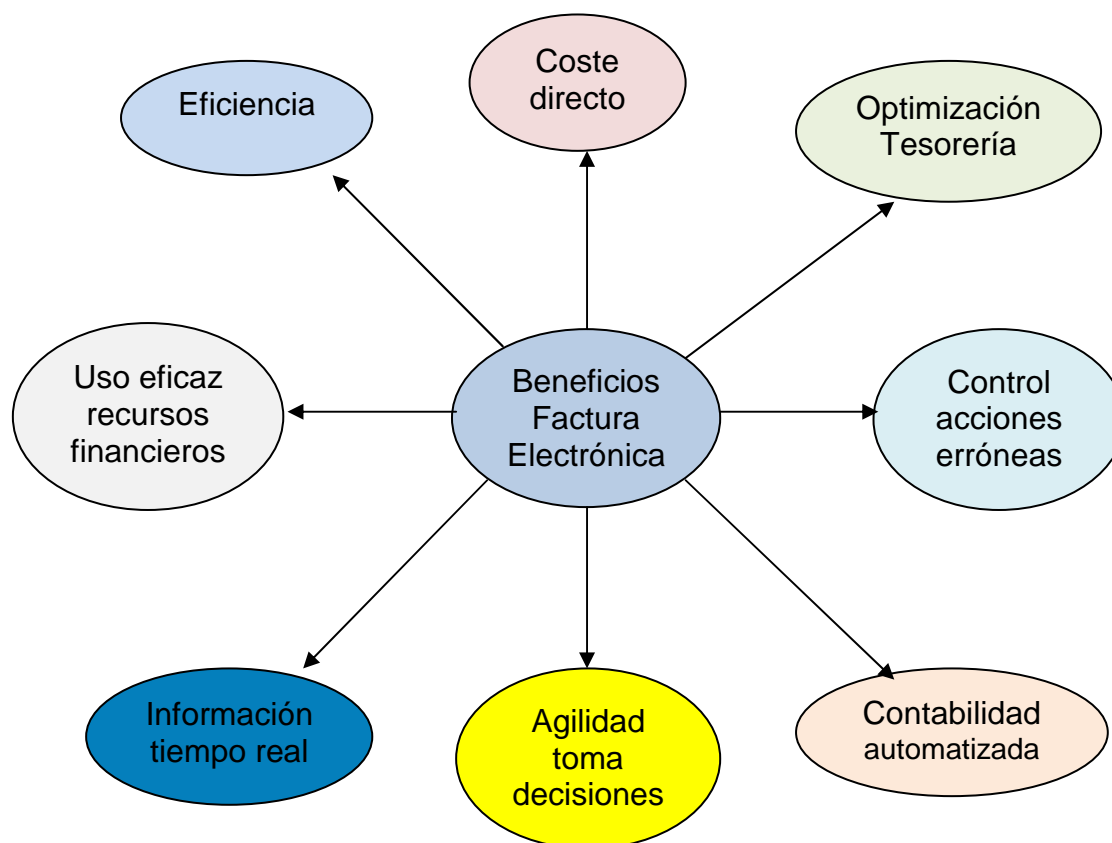 Eficiencia
Coste
directo
Optimización
Tesorería
Uso eficaz
recursos
financieros
Beneficios
Factura
Electrónica
Control
acciones
erróneas
Información
tiempo real
Agilidad
toma
decisiones
Contabilidad
automatizada